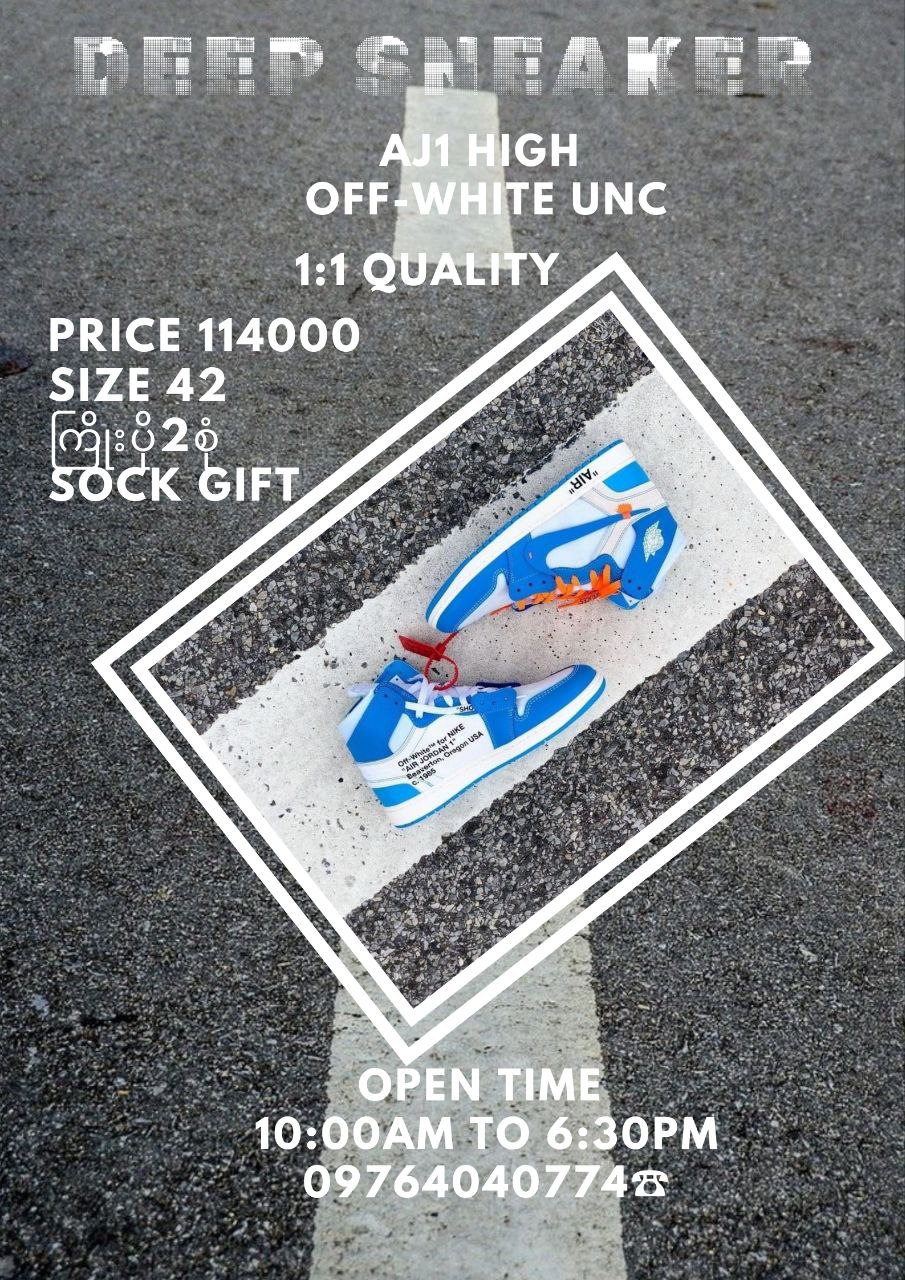 DEEP SNEAKER
AJ1 HIGH
OFF-WHITE UNC
1:1 QUALITY
PRICE 114000
SIZE 42
ကြိုးပို2စုံ
SOCK GIFT
"AIR"
"SHO
Off-White™ for NIKE
"AIR JORDAN 1"
Beaverton, Oregon USA
c. 1985
OPEN TIME
10:00AM TO 6:30PM
09764040774☎